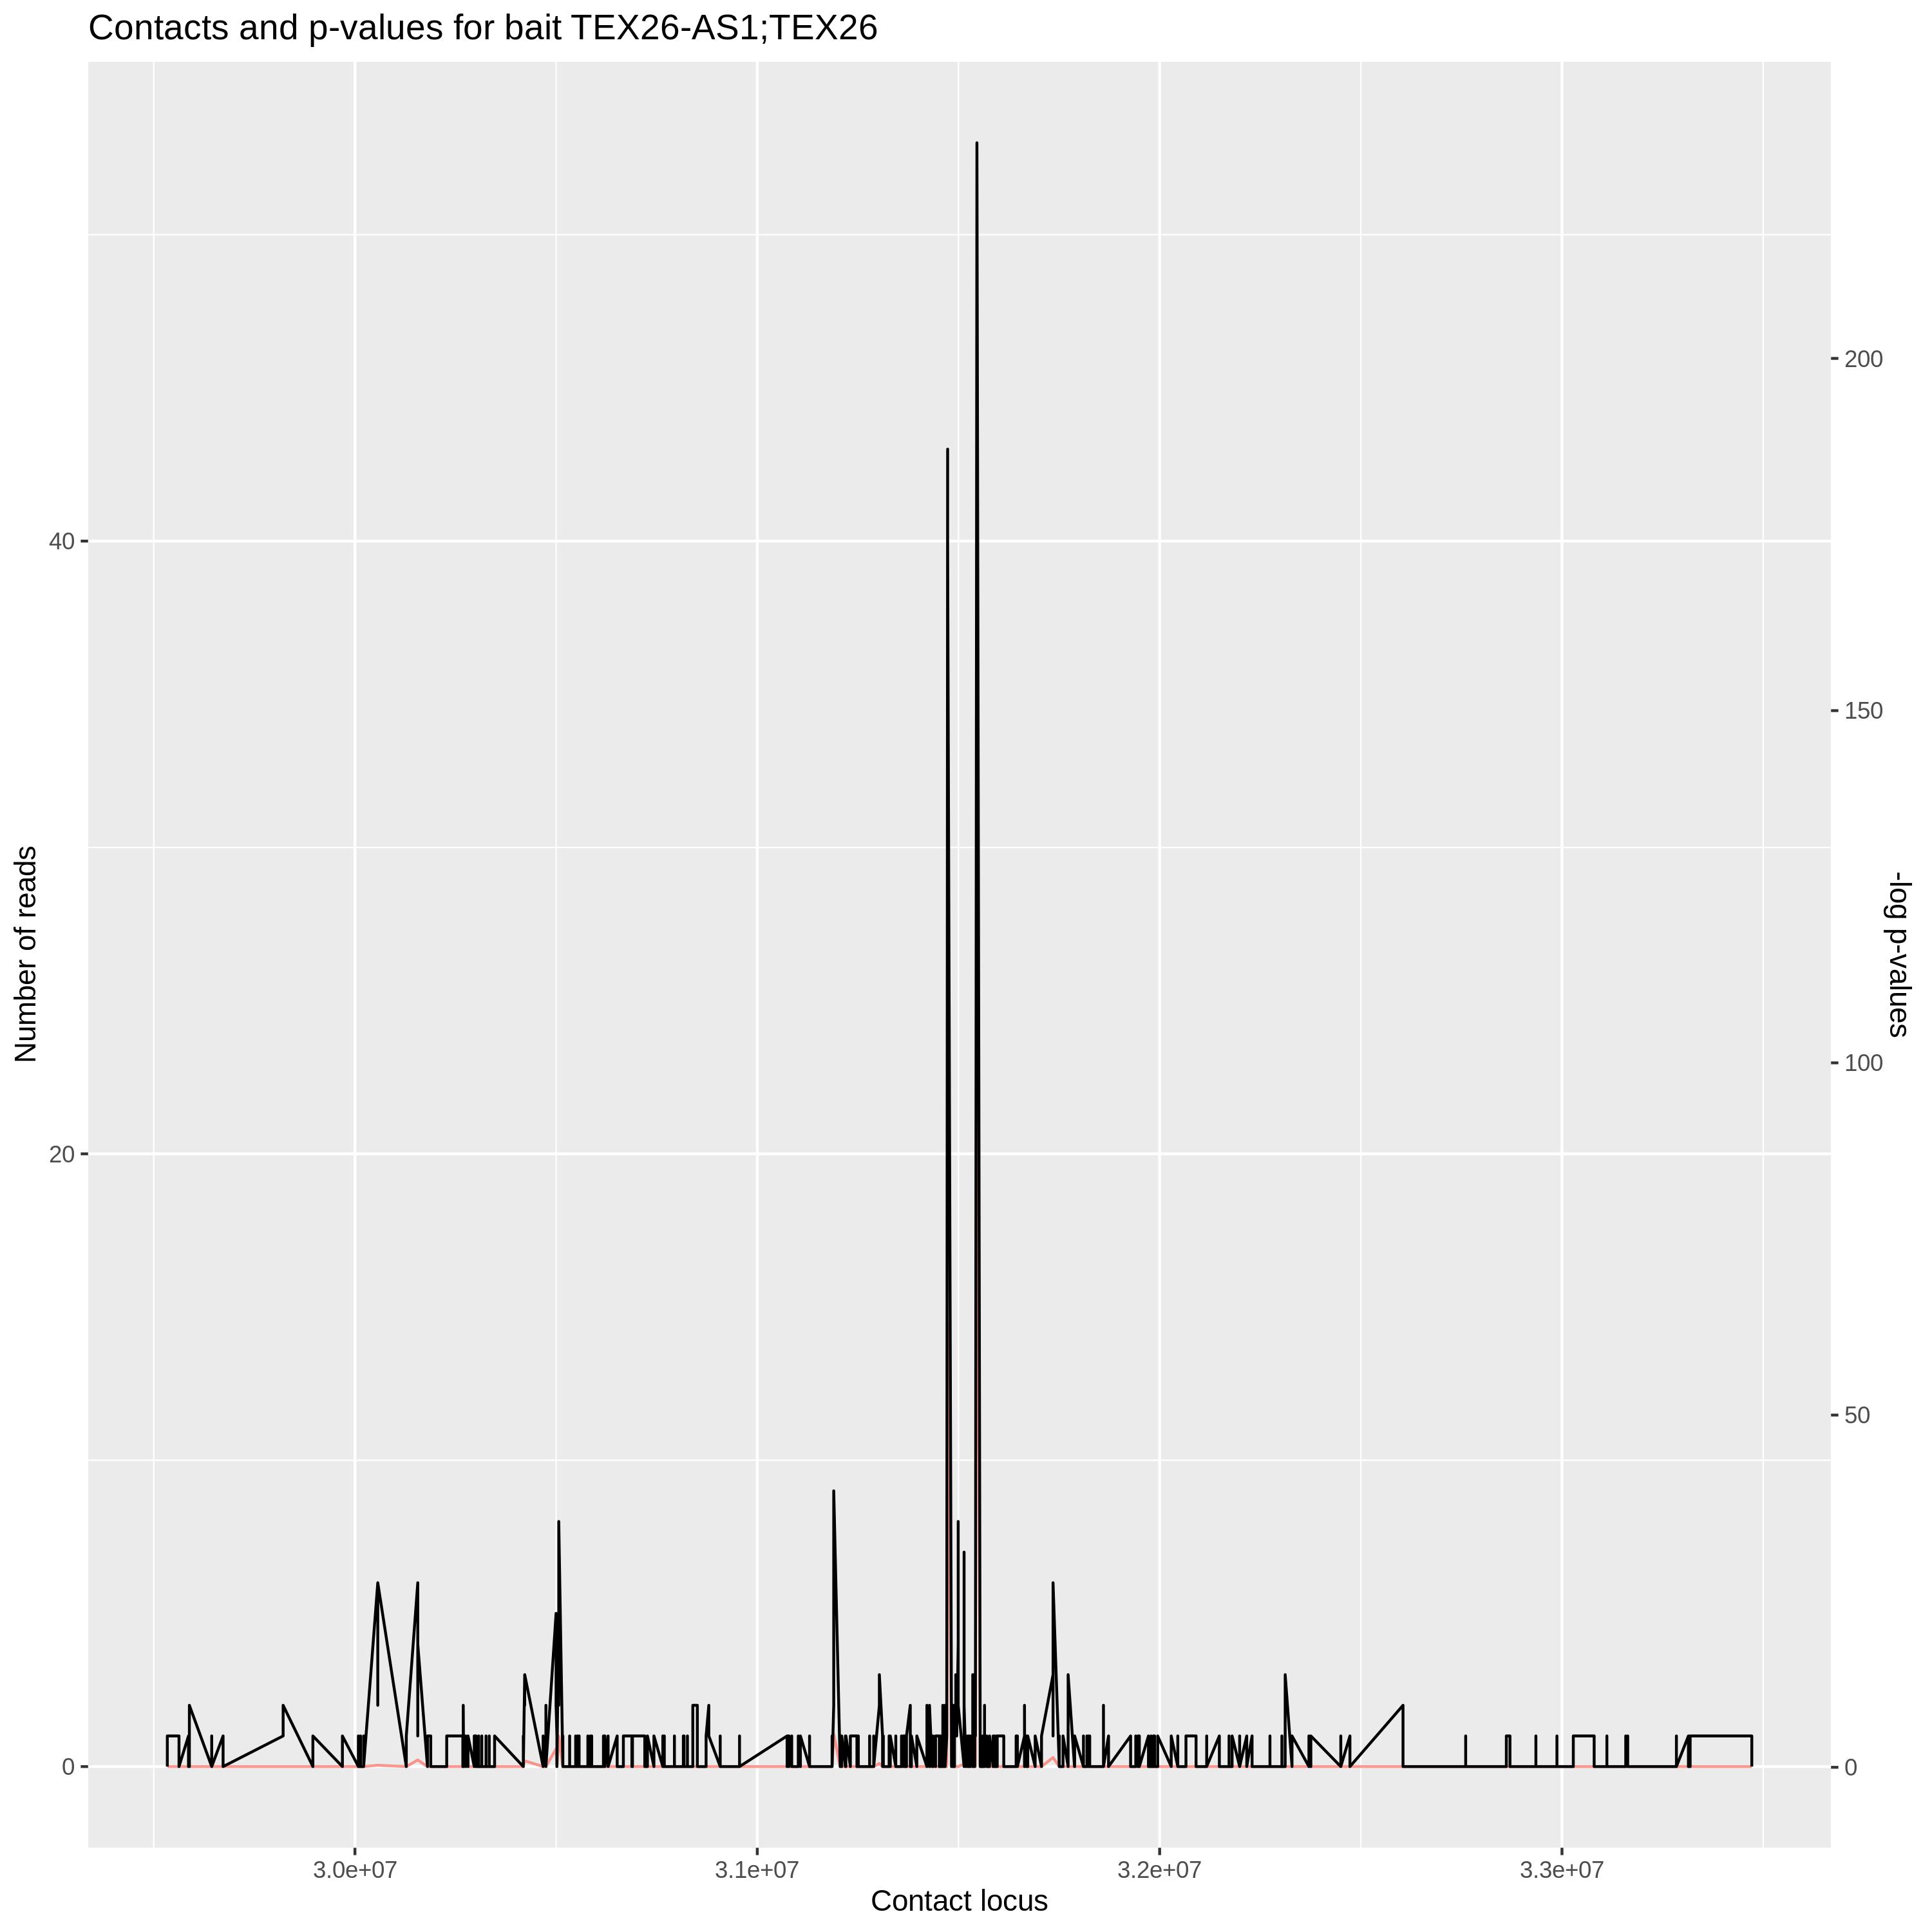 Contacts and p-values for bait TEX26-AS1;TEX26
40
20
0
Number of reads
200
150
100
50
0
-log p-values
3.0e+07
3.1e+07
3.2e+07
3.3e+07
Contact locus